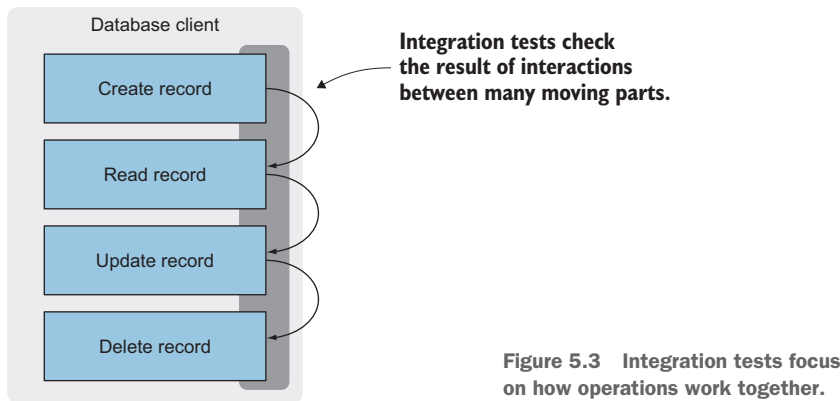 Database client
Create record
Read record
Update record
Delete record
Integration tests check
the result of interactions
between many moving parts.
Figure 5.3 Integration tests focus
on how operations work together.